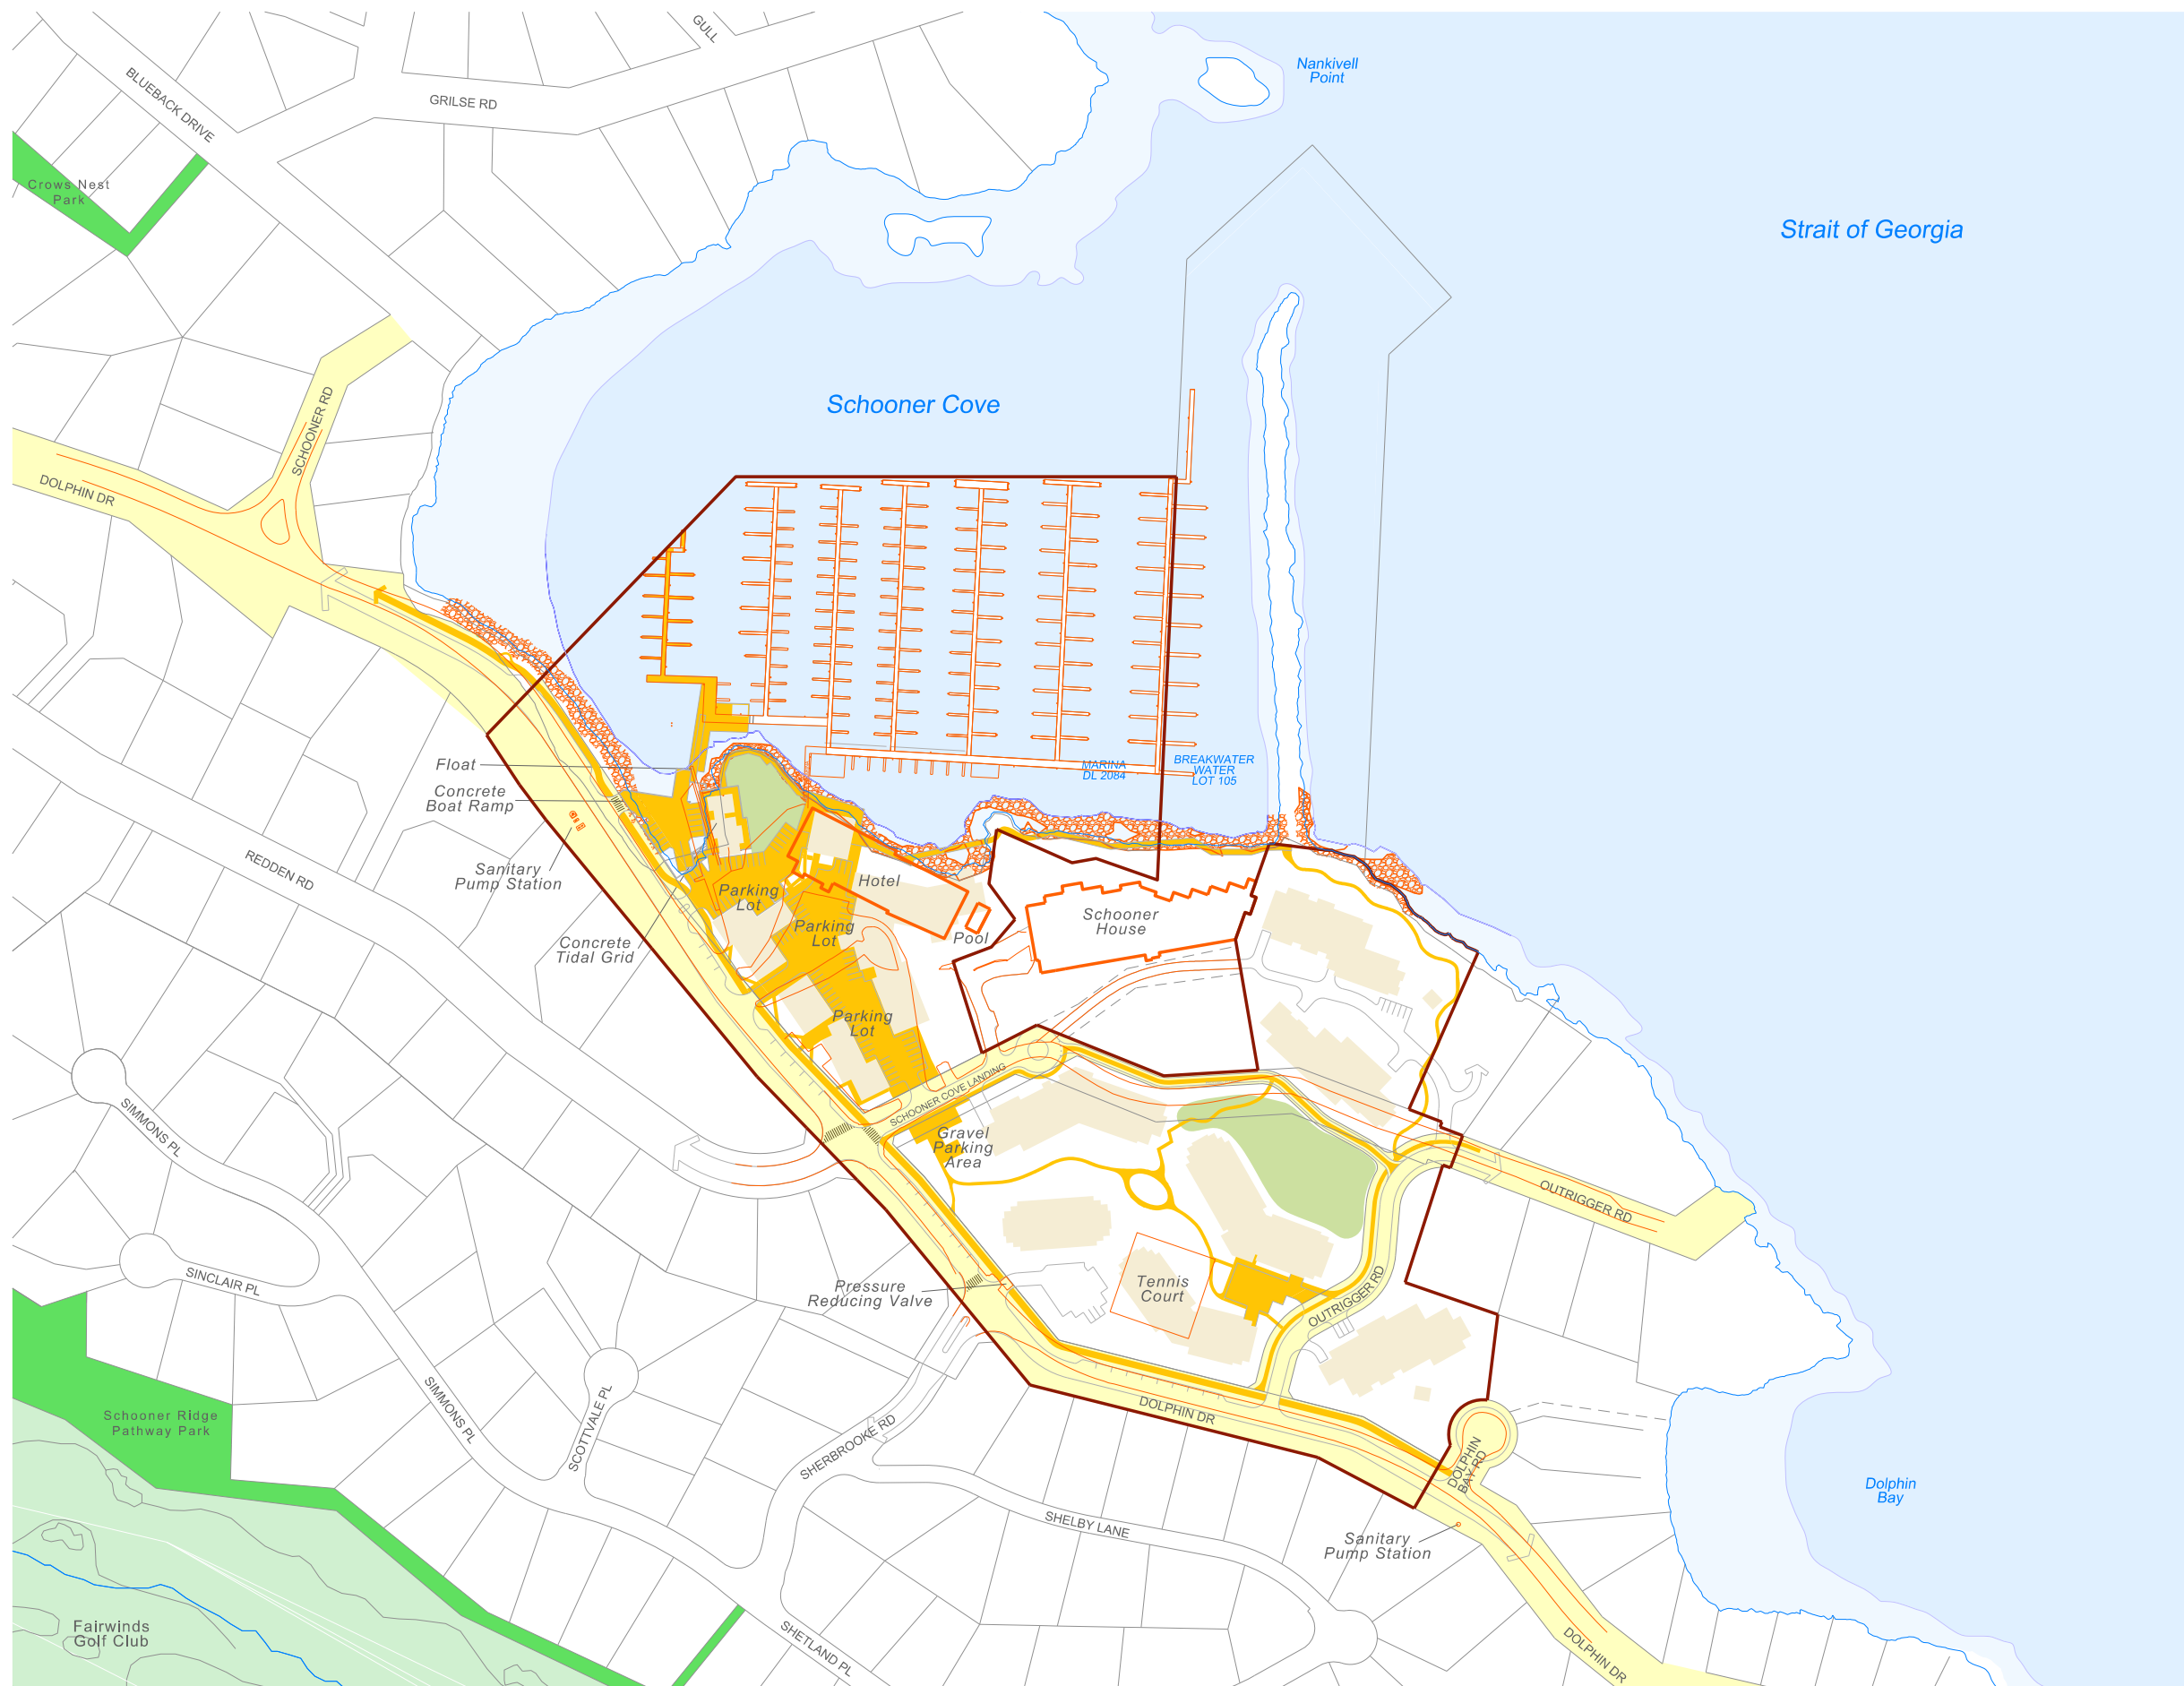 GULL
Nankivell
Point
BLUEBACK DRIVE
GRILSE RD
Crows Nest
Park
Strait of Georgia
Schooner Cove
SCHOONER RD
DOLPHIN DR
Float
MARINA
DL 2084
BREAKWATER
WATER
LOT 105
Concrete
Boat Ramp
REDDEN RD
Sanitary
Pump Station
Parking
Lot
Hotel
Parking
Lot
Pool
Schooner
House
Concrete
Tidal Grid
Parking
Lot
SCHOONER COVE LANDING
SIMMONS PL
Gravel
Parking
Area
OUTRIGGER RD
SINCLAIR PL
Pressure
Reducing Valve
Tennis
Court
OUTRIGGER RD
Schooner Ridge
Pathway Park
SIMMONS PL
SCOTTVALE PL
SHERBROOKE RD
DOLPHIN DR
DOLPHIN
BAY RD
Dolphin
Bay
SHELBY LANE
Sanitary
Pump Station
Fairwinds
Golf Club
SHETLAND PL
DOLPHIN DR